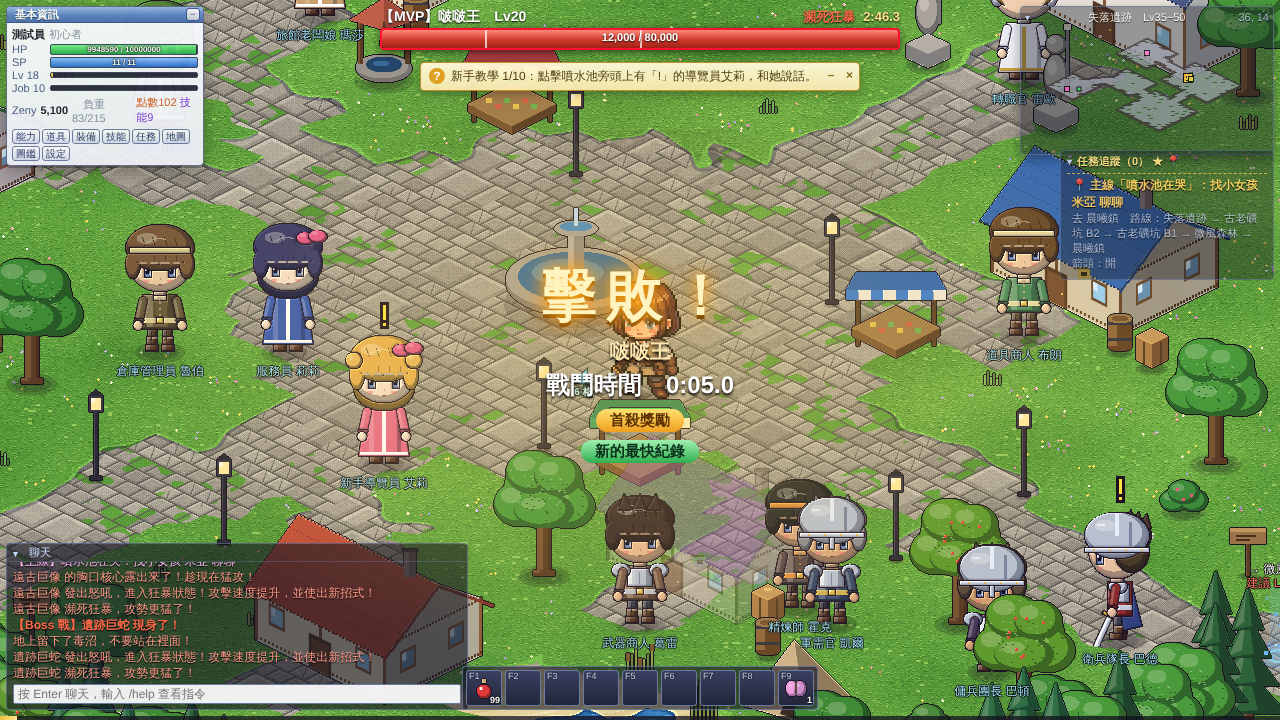 基本資訊
測試員 初心者
HP 9948590 / 10000000
SP 11 / 11
Lv 18
Job 10
Zeny 5,100 負重 83/215 點數102 技能9
能力 道具 裝備 技能 任務 地圖
圖鑑 設定
旅館老闆娘 瑪莎
【MVP】啵啵王 Lv20
瀕死狂暴 2:46.3
12,000 / 80,000
? 新手教學 1/10：點擊噴水池旁頭上有「!」的導覽員艾莉，和她說話。 − ×
▾ 失落遺跡 Lv35~50 36, 14
轉職官 雷歐
▾ 任務追蹤（0） ★ 📍
📍 主線「噴水池在哭」：找小女孩
米亞 聊聊
去 晨曦鎮 路線：失落遺跡 → 古老礦
坑 B2 → 古老礦坑 B1 → 微風森林 →
晨曦鎮
箭頭：開
擊敗！
啵啵王
戰鬥時間 0:05.0
首殺獎勵
新的最快紀錄
倉庫管理員 魯伯
服務員 莉莉
道具商人 布朗
新手導覽員 艾莉
武器商人 葛雷
精煉師 霍克
車需官 凱爾
衛兵隊長 巴德
傭兵團長 巴頓
▾ 聊天
【主線】噴水池在哭：找小女孩 米亞 聊聊
遠古巨像 的胸口核心露出來了！趁現在猛攻！
遠古巨像 發出怒吼，進入狂暴狀態！攻擊速度提升，並使出新招式！
遠古巨像 瀕死狂暴，攻勢更猛了！
【Boss 戰】遺跡巨蛇 現身了！
地上留下了毒沼，不要站在裡面！
遺跡巨蛇 發出怒吼，進入狂暴狀態！攻擊速度提升，並使出新招式！
遺跡巨蛇 瀕死狂暴，攻勢更猛了！
按 Enter 聊天，輸入 /help 查看指令
F1 F2 F3 F4 F5 F6 F7 F8 F9
99 1